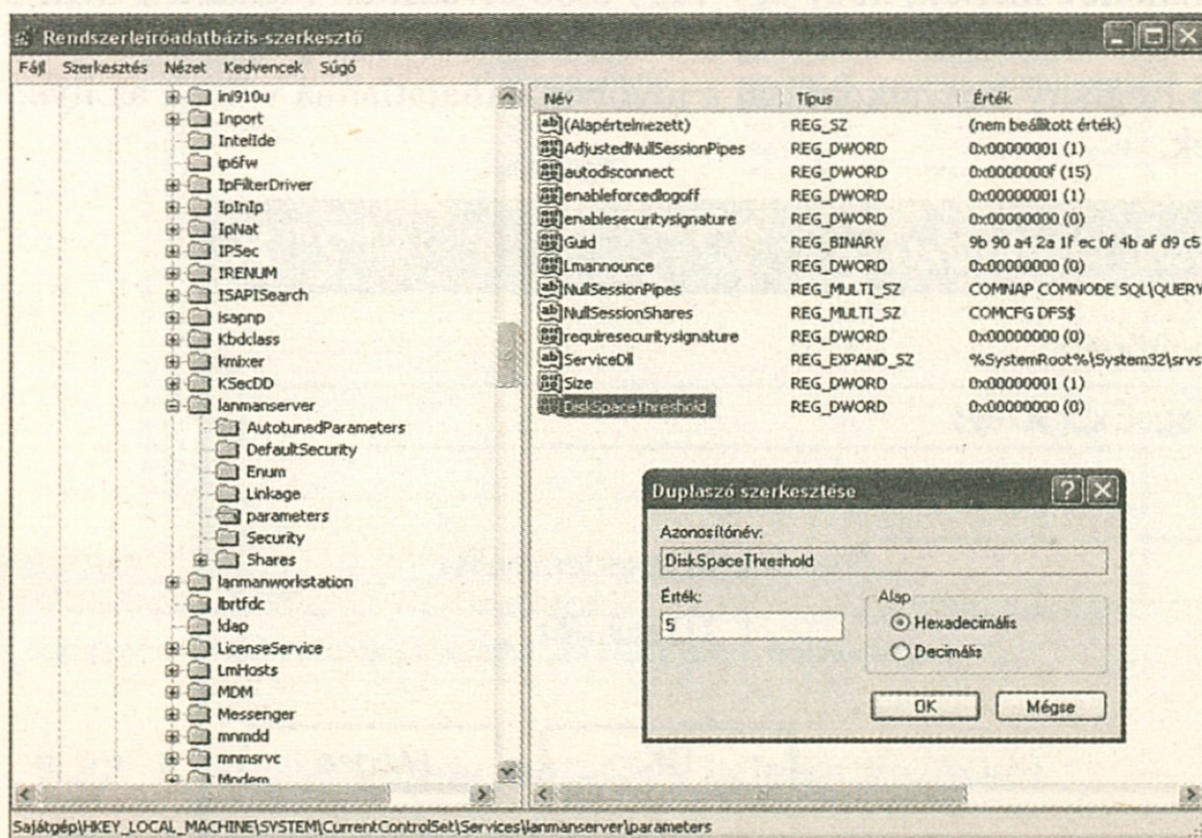 Rendszerleíróadatbázis-szerkesztő
Fájl Szerkesztés Nézet Kedvencek Súgó
ini910u
Inport
IntelIde
ip6fw
IpFilterDriver
IpInIp
IpNat
IPSec
IRENUM
ISAPISearch
isapnp
Kbdclass
kmixer
KSecDD
lanmanserver
AutotunedParameters
DefaultSecurity
Enum
Linkage
parameters
Security
Shares
lanmanworkstation
lbrtfdc
ldap
LicenseService
LmHosts
MDM
Messenger
mnmdd
mnmsrvc
Modem
Név Típus Érték
(Alapértelmezett) REG_SZ (nem beállított érték)
AdjustedNullSessionPipes REG_DWORD 0x00000001 (1)
autodisconnect REG_DWORD 0x0000000f (15)
enableforcedlogoff REG_DWORD 0x00000001 (1)
enablesecuritysignature REG_DWORD 0x00000000 (0)
Guid REG_BINARY 9b 90 a4 2a 1f ec 0f 4b af d9 c5
Lmannounce REG_DWORD 0x00000000 (0)
NullSessionPipes REG_MULTI_SZ COMNAP COMNODE SQL\QUERY
NullSessionShares REG_MULTI_SZ COMCFG DFS$
requiresecuritysignature REG_DWORD 0x00000000 (0)
ServiceDll REG_EXPAND_SZ %SystemRoot%\System32\srvs
Size REG_DWORD 0x00000001 (1)
DiskSpaceThreshold REG_DWORD 0x00000000 (0)
Duplaszó szerkesztése
Azonosítónév:
DiskSpaceThreshold
Érték:
5
Alap
Hexadecimális
Decimális
OK Mégse
Sajátgép\HKEY_LOCAL_MACHINE\SYSTEM\CurrentControlSet\Services\lanmanserver\parameters